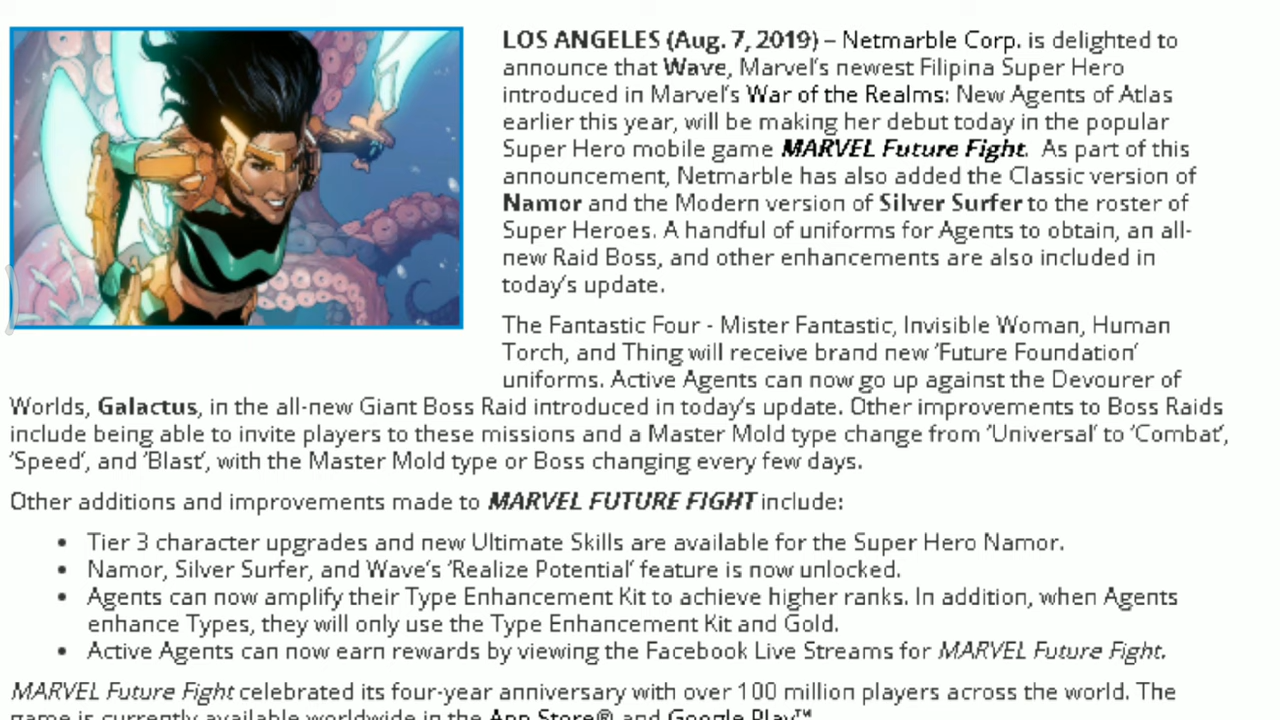 LOS ANGELES (Aug. 7, 2019) – Netmarble Corp. is delighted to
announce that Wave, Marvel's newest Filipina Super Hero
introduced in Marvel's War of the Realms: New Agents of Atlas
earlier this year, will be making her debut today in the popular
Super Hero mobile game MARVEL Future Fight. As part of this
announcement, Netmarble has also added the Classic version of
Namor and the Modern version of Silver Surfer to the roster of
Super Heroes. A handful of uniforms for Agents to obtain, an all-
new Raid Boss, and other enhancements are also included in
today's update.
The Fantastic Four - Mister Fantastic, Invisible Woman, Human
Torch, and Thing will receive brand new 'Future Foundation'
uniforms. Active Agents can now go up against the Devourer of
Worlds, Galactus, in the all-new Giant Boss Raid introduced in today's update. Other improvements to Boss Raids
include being able to invite players to these missions and a Master Mold type change from 'Universal' to 'Combat',
'Speed', and 'Blast', with the Master Mold type or Boss changing every few days.
Other additions and improvements made to MARVEL FUTURE FIGHT include:
• Tier 3 character upgrades and new Ultimate Skills are available for the Super Hero Namor.
• Namor, Silver Surfer, and Wave's 'Realize Potential' feature is now unlocked.
• Agents can now amplify their Type Enhancement Kit to achieve higher ranks. In addition, when Agents
enhance Types, they will only use the Type Enhancement Kit and Gold.
• Active Agents can now earn rewards by viewing the Facebook Live Streams for MARVEL Future Fight.
MARVEL Future Fight celebrated its four-year anniversary with over 100 million players across the world. The
game is currently available worldwide in the App Store® and Google Play™